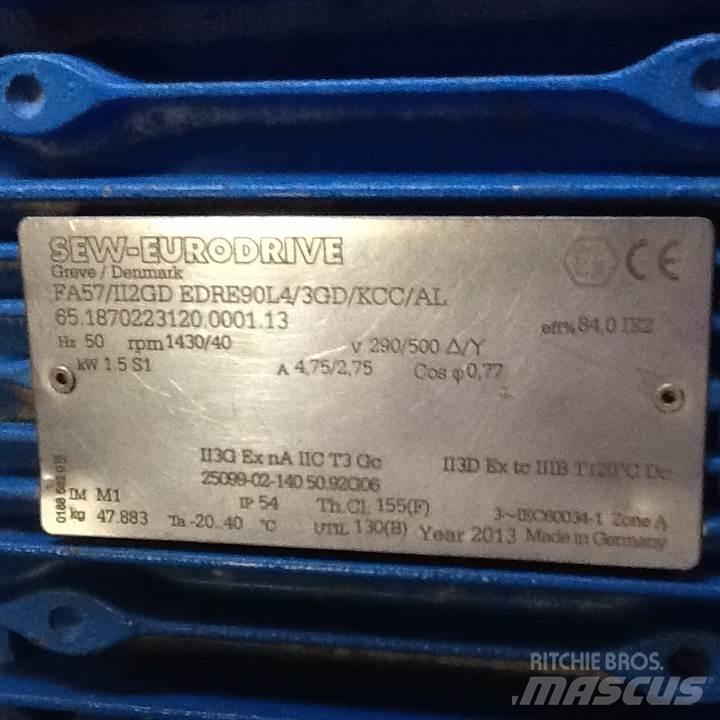 SEW-EURODRIVE
Greve / Denmark
FA57/II2GD EDRE90L4/3GD/KCC/AL
65.1870223120.0001.13 eff% 84,0 IE2
Hz 50 rpm 1430/40 V 290/500 Δ/Y
kW 1.5 S1 A 4,75/2,75 Cos φ 0,77
II3G Ex nA IIC T3 Gc II3D Ex tc IIIB T120°C Dc
25099-02-140 50.92G06
IM M1 IP 54 Th.Cl. 155(F) 3~IEC60034-1 Zone A
kg 47.883 Ta -20..40 °C UTIL 130(B) Year 2013 Made in Germany
0188
Ex CE
RITCHIE BROS.
MASCUS